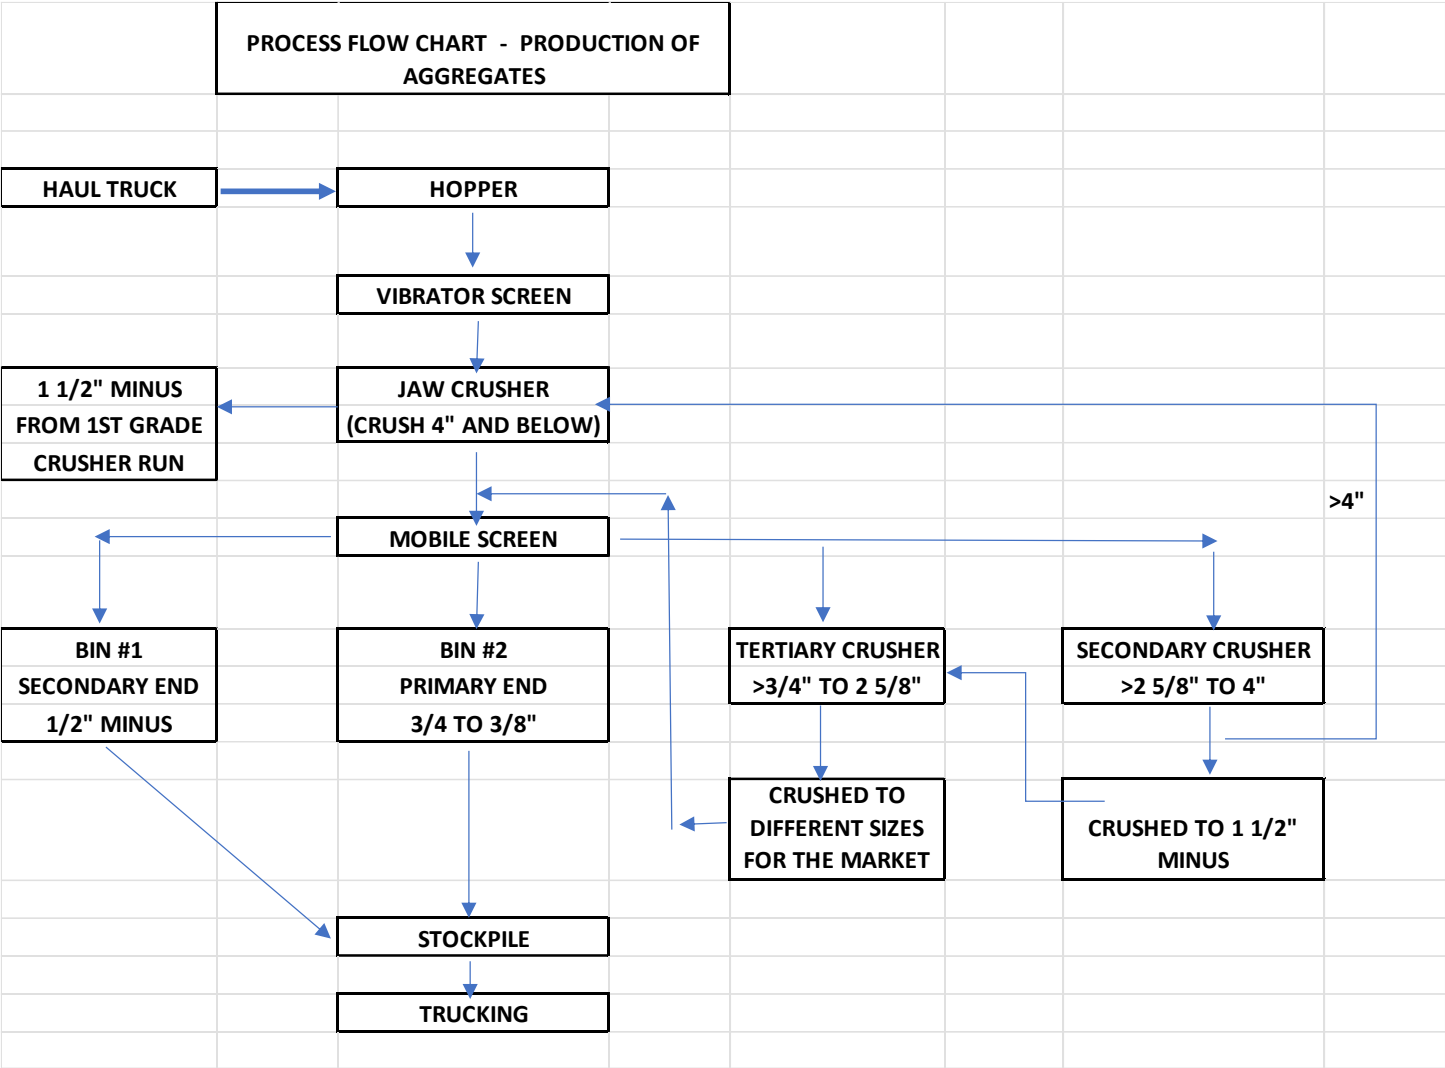 PROCESS FLOW CHART - PRODUCTION OF
AGGREGATES
HAUL TRUCK
HOPPER
VIBRATOR SCREEN
1 1/2" MINUS
FROM 1ST GRADE
CRUSHER RUN
JAW CRUSHER
(CRUSH 4" AND BELOW)
>4"
MOBILE SCREEN
BIN #1
SECONDARY END
1/2" MINUS
BIN #2
PRIMARY END
3/4 TO 3/8"
TERTIARY CRUSHER
>3/4" TO 2 5/8"
SECONDARY CRUSHER
>2 5/8" TO 4"
CRUSHED TO
DIFFERENT SIZES
FOR THE MARKET
CRUSHED TO 1 1/2"
MINUS
STOCKPILE
TRUCKING